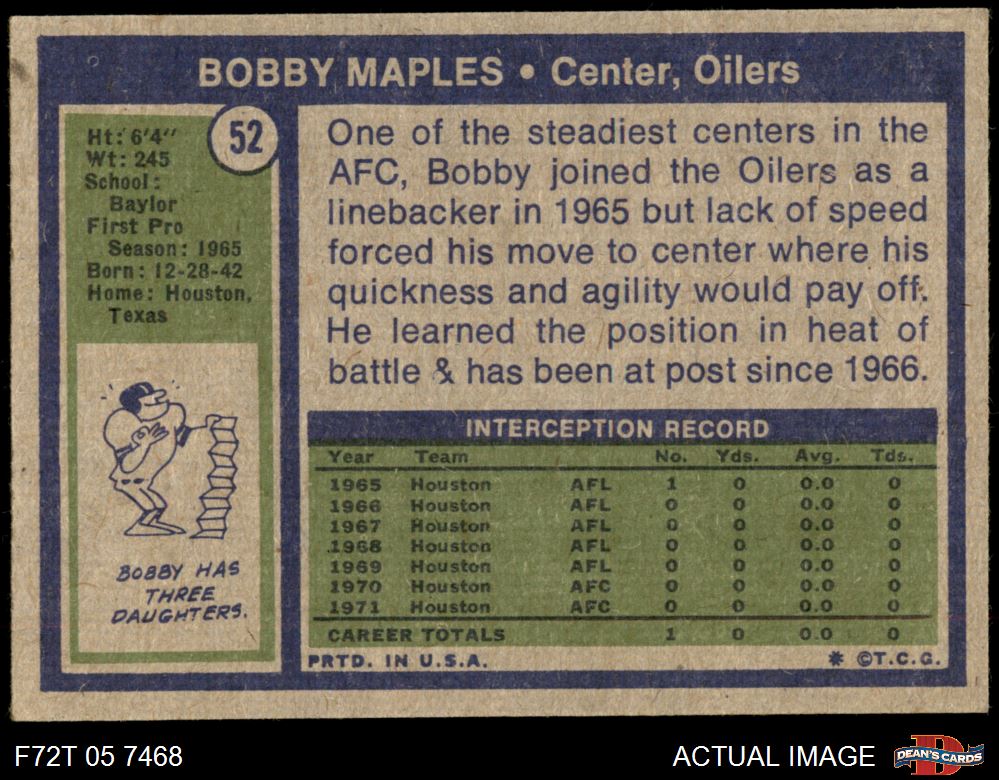 BOBBY MAPLES • Center, Oilers
52
Ht: 6'4"
Wt: 245
School:
Baylor
First Pro
Season: 1965
Born: 12-28-42
Home: Houston,
Texas
BOBBY HAS
THREE
DAUGHTERS.
One of the steadiest centers in the
AFC, Bobby joined the Oilers as a
linebacker in 1965 but lack of speed
forced his move to center where his
quickness and agility would pay off.
He learned the position in heat of
battle & has been at post since 1966.
INTERCEPTION RECORD
Year Team No. Yds. Avg. Tds.
1965 Houston AFL 1 0 0.0 0
1966 Houston AFL 0 0 0.0 0
1967 Houston AFL 0 0 0.0 0
1968 Houston AFL 0 0 0.0 0
1969 Houston AFL 0 0 0.0 0
1970 Houston AFC 0 0 0.0 0
1971 Houston AFC 0 0 0.0 0
CAREER TOTALS 1 0 0.0 0
PRTD. IN U.S.A. * ©T.C.G.
F72T 05 7468 ACTUAL IMAGE DEAN'S CARDS